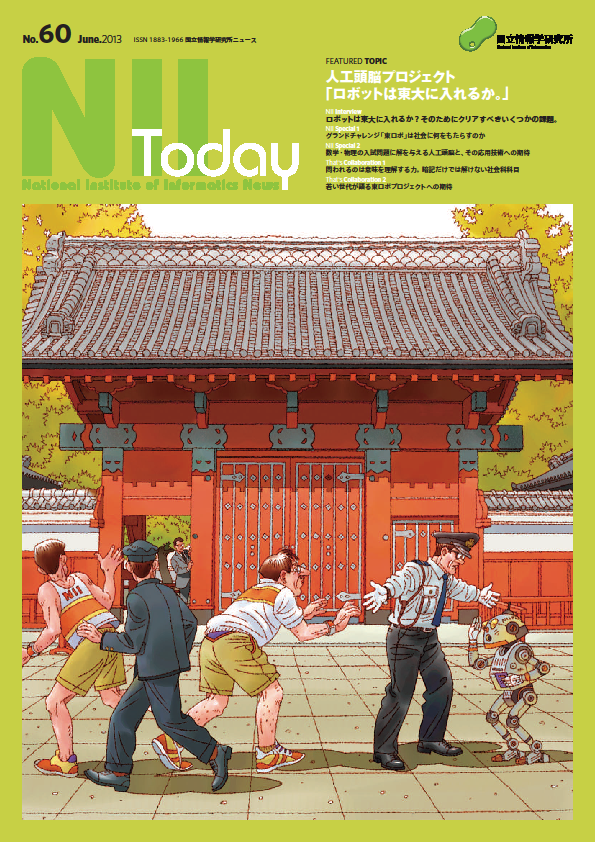 No.60 June.2013 ISSN 1883-1966 国立情報学研究所ニュース
国立情報学研究所
National Institute of Informatics
NII
Today
National Institute of Informatics News
FEATURED TOPIC
人工頭脳プロジェクト
「ロボットは東大に入れるか。」
NII Interview
ロボットは東大に入れるか？そのためにクリアすべきいくつかの課題。
NII Special 1
グランドチャレンジ「東ロボ」は社会に何をもたらすのか
NII Special 2
数学・物理の入試問題に解を与える人工頭脳と、その応用技術への期待
That's Collaboration 1
問われるのは意味を理解する力。暗記だけでは解けない社会科科目
That's Collaboration 2
若い世代が語る東ロボプロジェクトへの期待
NII